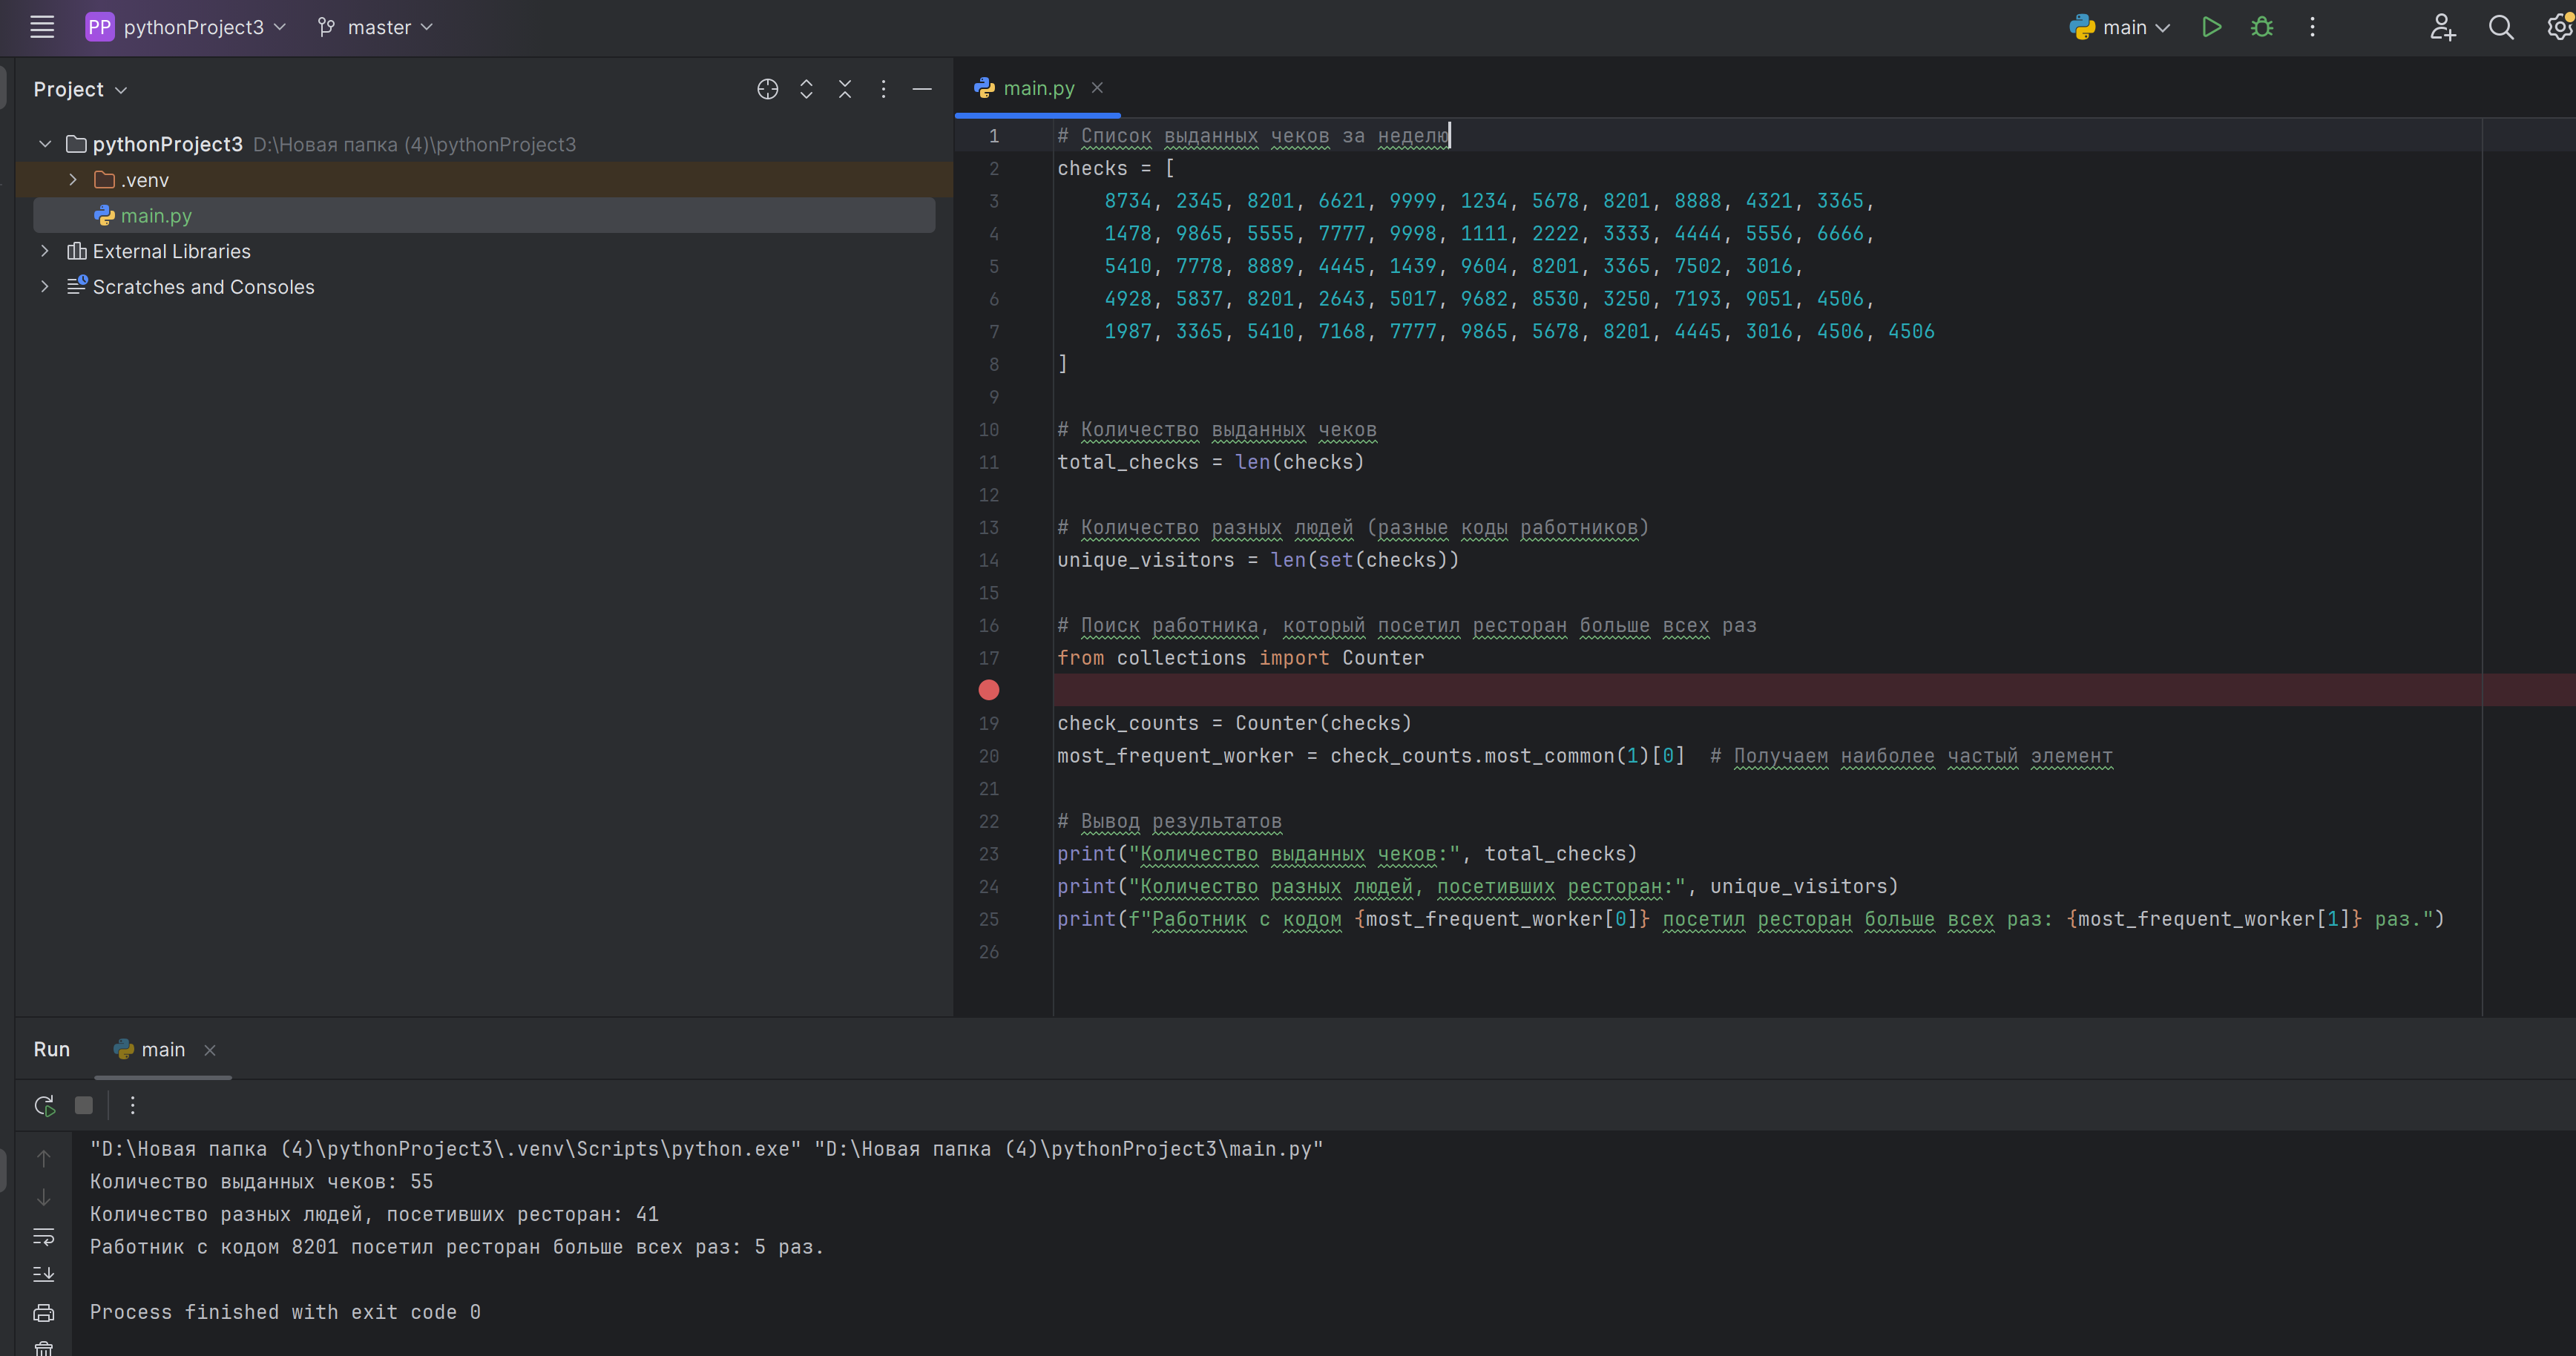 PP pythonProject3 master main
Project
pythonProject3 D:\Новая папка (4)\pythonProject3
.venv
main.py
External Libraries
Scratches and Consoles
main.py
1 # Список выданных чеков за неделю
2 checks = [
3 8734, 2345, 8201, 6621, 9999, 1234, 5678, 8201, 8888, 4321, 3365,
4 1478, 9865, 5555, 7777, 9998, 1111, 2222, 3333, 4444, 5556, 6666,
5 5410, 7778, 8889, 4445, 1439, 9604, 8201, 3365, 7502, 3016,
6 4928, 5837, 8201, 2643, 5017, 9682, 8530, 3250, 7193, 9051, 4506,
7 1987, 3365, 5410, 7168, 7777, 9865, 5678, 8201, 4445, 3016, 4506, 4506
8 ]
9
10 # Количество выданных чеков
11 total_checks = len(checks)
12
13 # Количество разных людей (разные коды работников)
14 unique_visitors = len(set(checks))
15
16 # Поиск работника, который посетил ресторан больше всех раз
17 from collections import Counter
19 check_counts = Counter(checks)
20 most_frequent_worker = check_counts.most_common(1)[0] # Получаем наиболее частый элемент
21
22 # Вывод результатов
23 print("Количество выданных чеков:", total_checks)
24 print("Количество разных людей, посетивших ресторан:", unique_visitors)
25 print(f"Работник с кодом {most_frequent_worker[0]} посетил ресторан больше всех раз: {most_frequent_worker[1]} раз.")
26
Run main
"D:\Новая папка (4)\pythonProject3\.venv\Scripts\python.exe" "D:\Новая папка (4)\pythonProject3\main.py"
Количество выданных чеков: 55
Количество разных людей, посетивших ресторан: 41
Работник с кодом 8201 посетил ресторан больше всех раз: 5 раз.
Process finished with exit code 0